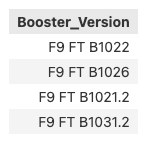 Booster_Version
F9 FT B1022
F9 FT B1026
F9 FT B1021.2
F9 FT B1031.2